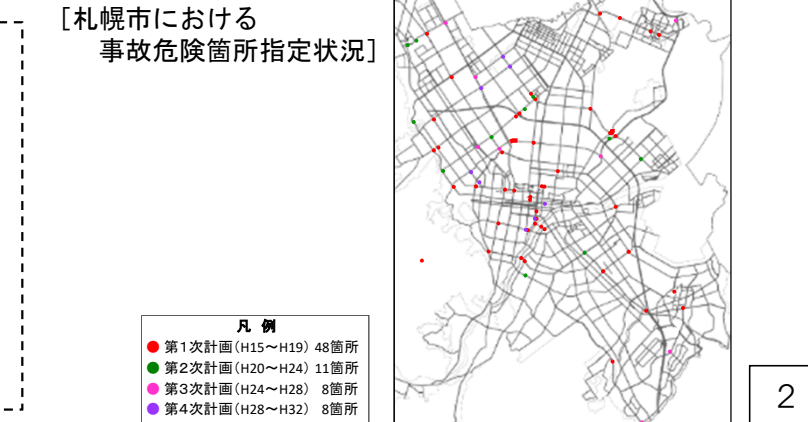 [札幌市における
事故危険箇所指定状況]
凡 例
第1次計画(H15～H19) 48箇所
第2次計画(H20～H24) 11箇所
第3次計画(H24～H28) 8箇所
第4次計画(H28～H32) 8箇所
2